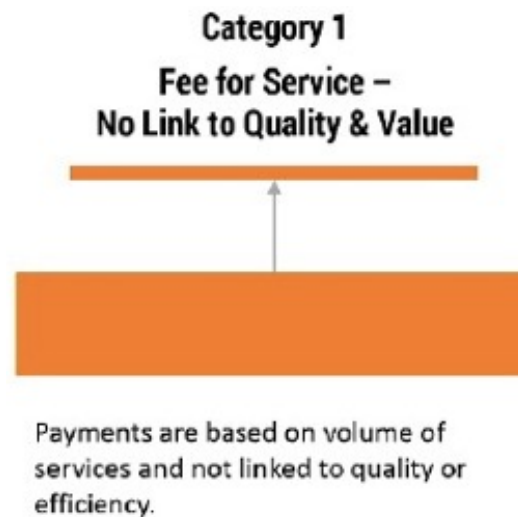 Category 1
Fee for Service –
No Link to Quality & Value
Payments are based on volume of
services and not linked to quality or
efficiency.